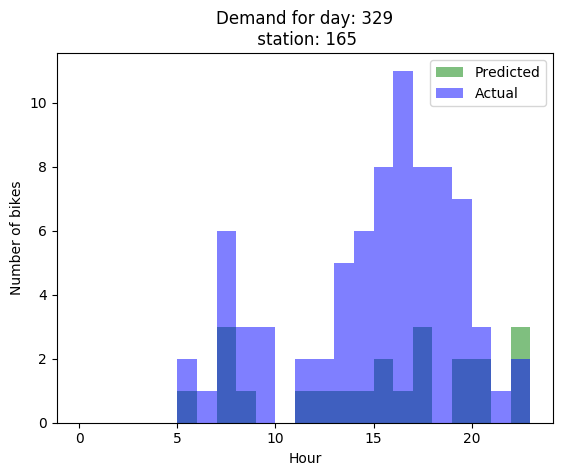 Demand for day: 329
station: 165
Predicted
Actual
Number of bikes
10
8
6
4
2
0
0 5 10 15 20
Hour